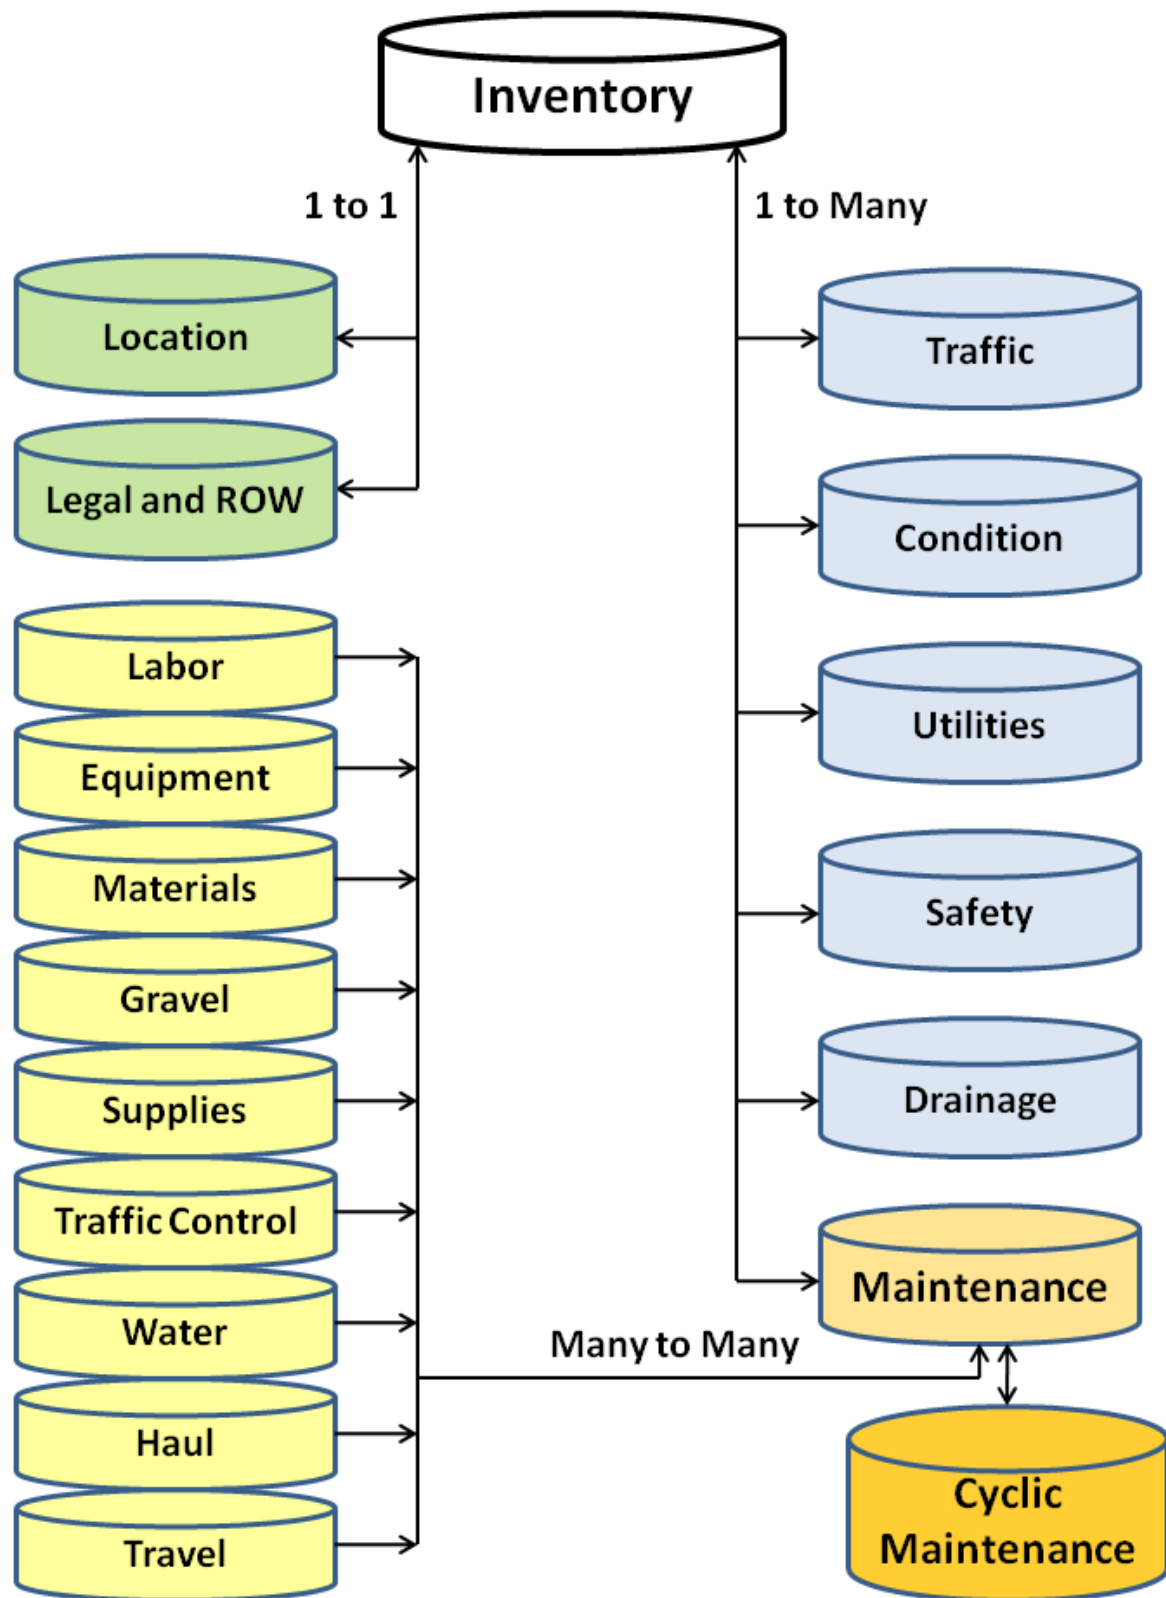 Inventory
1 to 1
1 to Many
Location
Traffic
Legal and ROW
Condition
Labor
Utilities
Equipment
Materials
Safety
Gravel
Supplies
Drainage
Traffic Control
Maintenance
Water
Many to Many
Haul
Cyclic
Maintenance
Travel